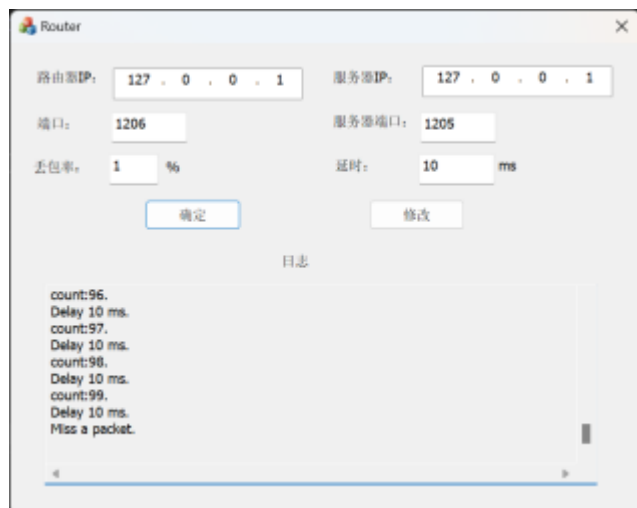 Router
路由器IP： 127 . 0 . 0 . 1 服务器IP： 127 . 0 . 0 . 1
端口： 1206 服务器端口： 1205
丢包率： 1 % 延时： 10 ms
确定 修改
日志
count:96.
Delay 10 ms.
count:97.
Delay 10 ms.
count:98.
Delay 10 ms.
count:99.
Delay 10 ms.
Miss a packet.